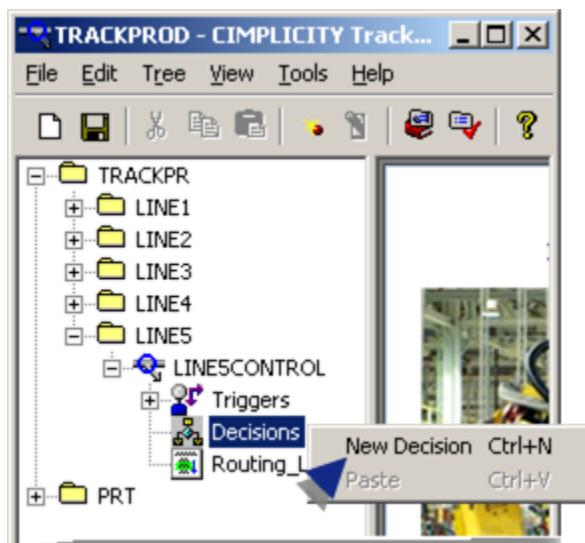 TRACKPROD - CIMPLICITY Track...
File Edit Tree View Tools Help
TRACKPR
LINE1
LINE2
LINE3
LINE4
LINE5
LINE5CONTROL
Triggers
Decisions
New Decision Ctrl+N
Routing_L
Paste Ctrl+V
PRT